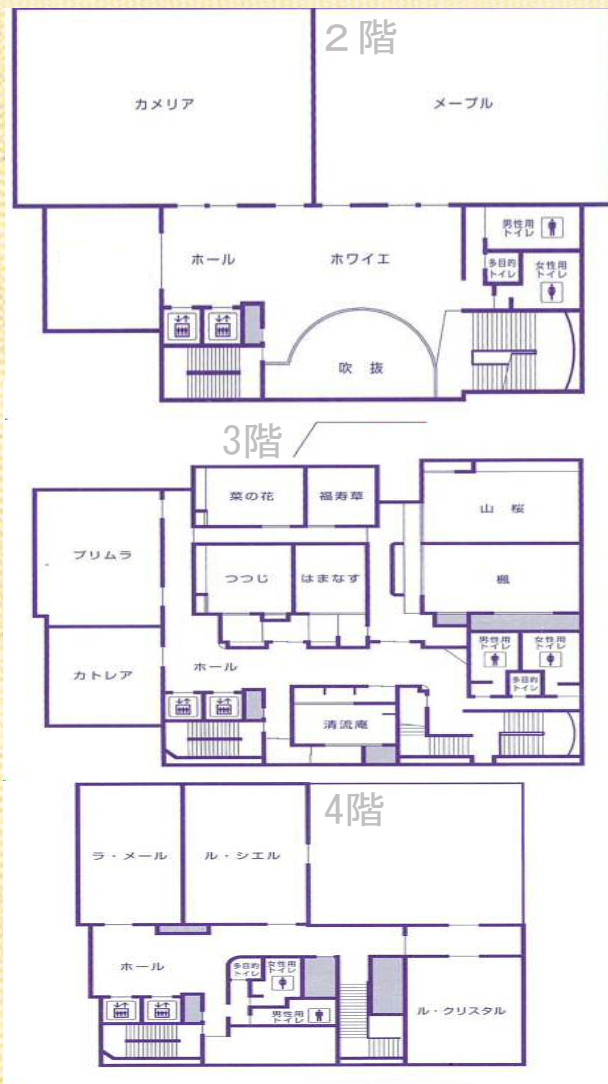 2階
カメリア
メープル
ホール
ホワイエ
男性用
トイレ
多目的
トイレ
女性用
トイレ
吹抜
3階
菜の花
福寿草
山桜
プリムラ
つつじ
はまなす
楓
カトレア
ホール
男性用
トイレ
女性用
トイレ
多目的
トイレ
清流庵
4階
ラ・メール
ル・シエル
ホール
多目的
トイレ
女性用
トイレ
男性用
トイレ
ル・クリスタル